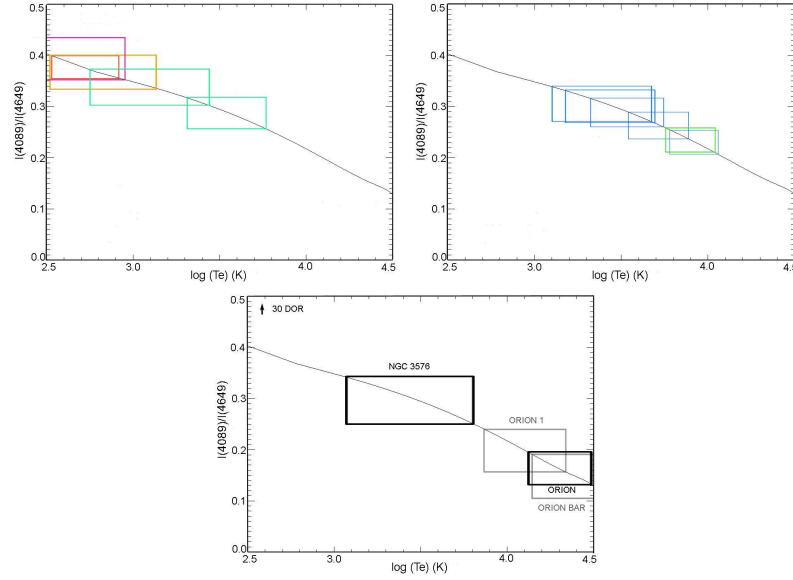 0.5
0.4
0.3
0.2
0.1
0.0
I(4089)/I(4649)
2.5 3.0 3.5 4.0 4.5
log (Te) (K)
0.5
0.4
0.3
0.2
0.1
0.0
I(4089)/I(4649)
2.5 3.0 3.5 4.0 4.5
log (Te) (K)
0.5
0.4
0.3
0.2
0.1
0.0
I(4089)/I(4649)
30 DOR
NGC 3576
ORION 1
ORION
ORION BAR
2.5 3.0 3.5 4.0 4.5
log (Te) (K)